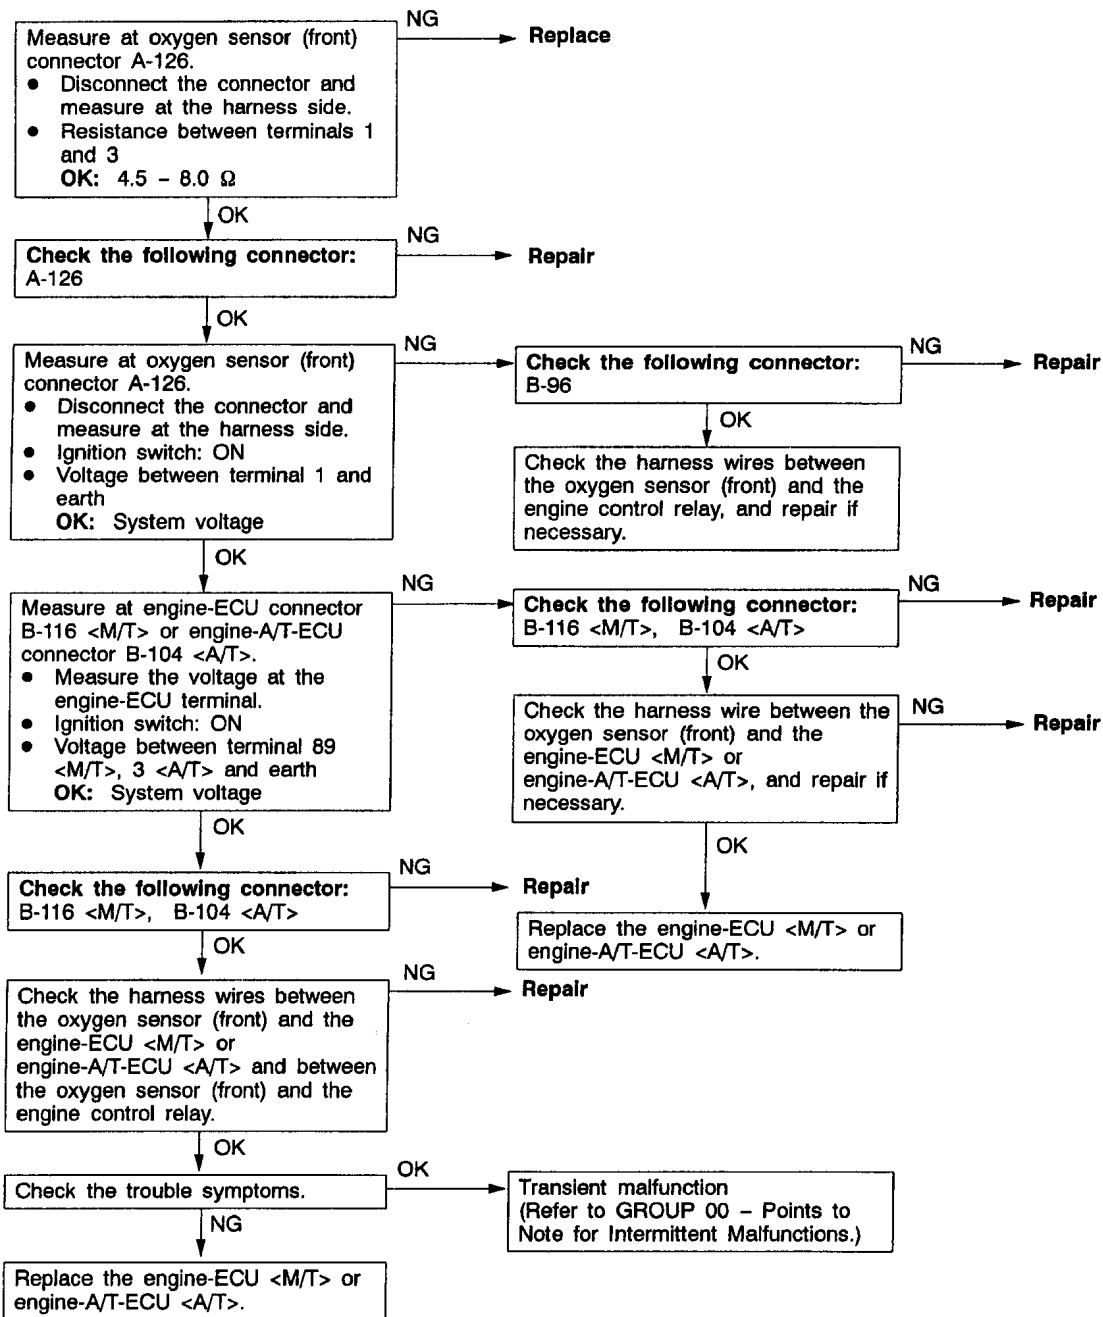 NG
Measure at oxygen sensor (front)
connector A-126.
● Disconnect the connector and
measure at the harness side.
● Resistance between terminals 1
and 3
OK: 4.5 – 8.0 Ω
Replace
OK
Check the following connector:
A-126
NG
Repair
OK
Measure at oxygen sensor (front)
connector A-126.
● Disconnect the connector and
measure at the harness side.
● Ignition switch: ON
● Voltage between terminal 1 and
earth
OK: System voltage
NG
Check the following connector:
B-96
NG
Repair
OK
Check the harness wires between
the oxygen sensor (front) and the
engine control relay, and repair if
necessary.
OK
Measure at engine-ECU connector
B-116 <M/T> or engine-A/T-ECU
connector B-104 <A/T>.
● Measure the voltage at the
engine-ECU terminal.
● Ignition switch: ON
● Voltage between terminal 89
<M/T>, 3 <A/T> and earth
OK: System voltage
NG
Check the following connector:
B-116 <M/T>, B-104 <A/T>
NG
Repair
OK
Check the harness wire between the
oxygen sensor (front) and the
engine-ECU <M/T> or
engine-A/T-ECU <A/T>, and repair if
necessary.
NG
Repair
OK
Replace the engine-ECU <M/T> or
engine-A/T-ECU <A/T>.
OK
Check the following connector:
B-116 <M/T>, B-104 <A/T>
NG
Repair
OK
Check the harness wires between
the oxygen sensor (front) and the
engine-ECU <M/T> or
engine-A/T-ECU <A/T> and between
the oxygen sensor (front) and the
engine control relay.
NG
Repair
OK
Check the trouble symptoms.
OK
Transient malfunction
(Refer to GROUP 00 – Points to
Note for Intermittent Malfunctions.)
NG
Replace the engine-ECU <M/T> or
engine-A/T-ECU <A/T>.